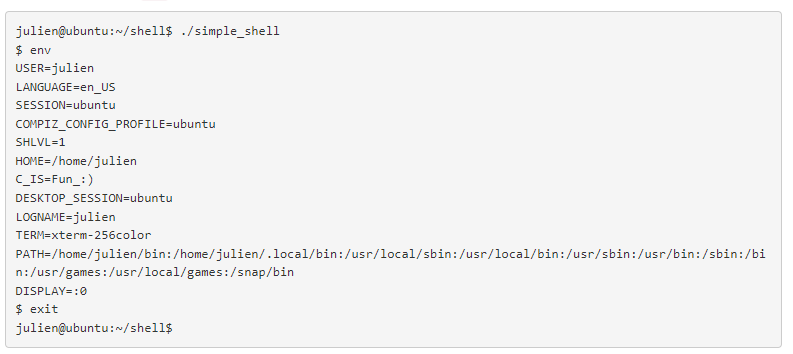 julien@ubuntu:~/shell$ ./simple_shell
$ env
USER=julien
LANGUAGE=en_US
SESSION=ubuntu
COMPIZ_CONFIG_PROFILE=ubuntu
SHLVL=1
HOME=/home/julien
C_IS=Fun_:)
DESKTOP_SESSION=ubuntu
LOGNAME=julien
TERM=xterm-256color
PATH=/home/julien/bin:/home/julien/.local/bin:/usr/local/sbin:/usr/local/bin:/usr/sbin:/usr/bin:/sbin:/bi
n:/usr/games:/usr/local/games:/snap/bin
DISPLAY=:0
$ exit
julien@ubuntu:~/shell$